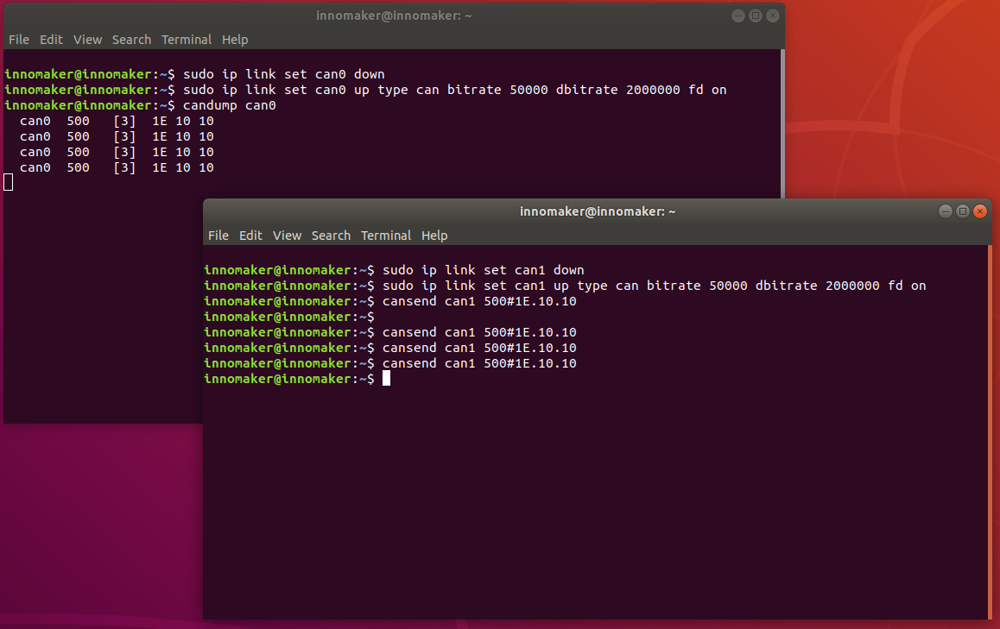 innomaker@innomaker: ~
File Edit View Search Terminal Help
innomaker@innomaker:~$ sudo ip link set can0 down
innomaker@innomaker:~$ sudo ip link set can0 up type can bitrate 50000 dbitrate 2000000 fd on
innomaker@innomaker:~$ candump can0
  can0  500   [3]  1E 10 10
  can0  500   [3]  1E 10 10
  can0  500   [3]  1E 10 10
  can0  500   [3]  1E 10 10
innomaker@innomaker: ~
File Edit View Search Terminal Help
innomaker@innomaker:~$ sudo ip link set can1 down
innomaker@innomaker:~$ sudo ip link set can1 up type can bitrate 50000 dbitrate 2000000 fd on
innomaker@innomaker:~$ cansend can1 500#1E.10.10
innomaker@innomaker:~$
innomaker@innomaker:~$ cansend can1 500#1E.10.10
innomaker@innomaker:~$ cansend can1 500#1E.10.10
innomaker@innomaker:~$ cansend can1 500#1E.10.10
innomaker@innomaker:~$